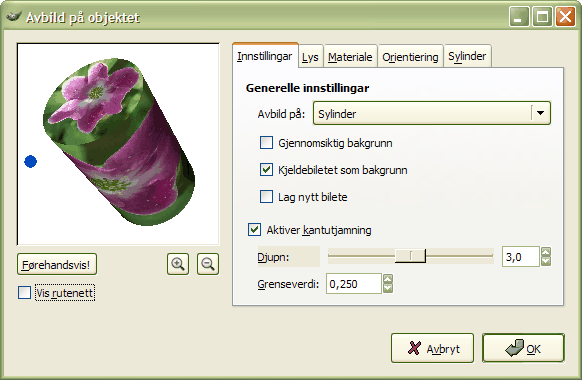 Avbild på objektet
Innstillingar Lys Materiale Orientiering Sylinder
Generelle innstillingar
Avbild på: Sylinder
Gjennomsiktig bakgrunn
Kjeldebiletet som bakgrunn
Lag nytt bilete
Aktiver kantutjamning
Djupn: 3,0
Grenseverdi: 0,250
Førehandsvis!
Vis rutenett
Avbryt OK